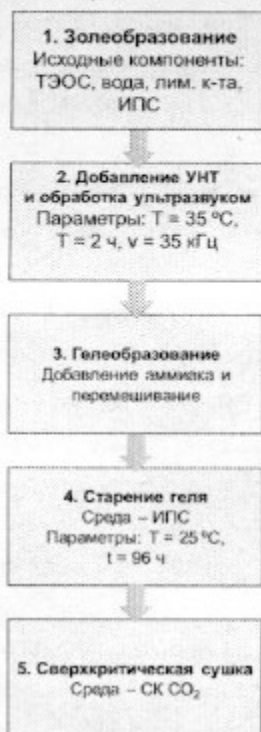 1. Золеобразование
Исходные компоненты:
ТЭОС, вода, лим. к-та,
ИПС
2. Добавление УНТ
и обработка ультразвуком
Параметры: T = 35 ºC,
T = 2 ч, v = 35 кГц
3. Гелеобразование
Добавление аммиака и
перемешивание
4. Старение геля
Среда – ИПС
Параметры: T = 25 ºC,
t = 96 ч
5. Сверхкритическая сушка
Среда – СК CO₂